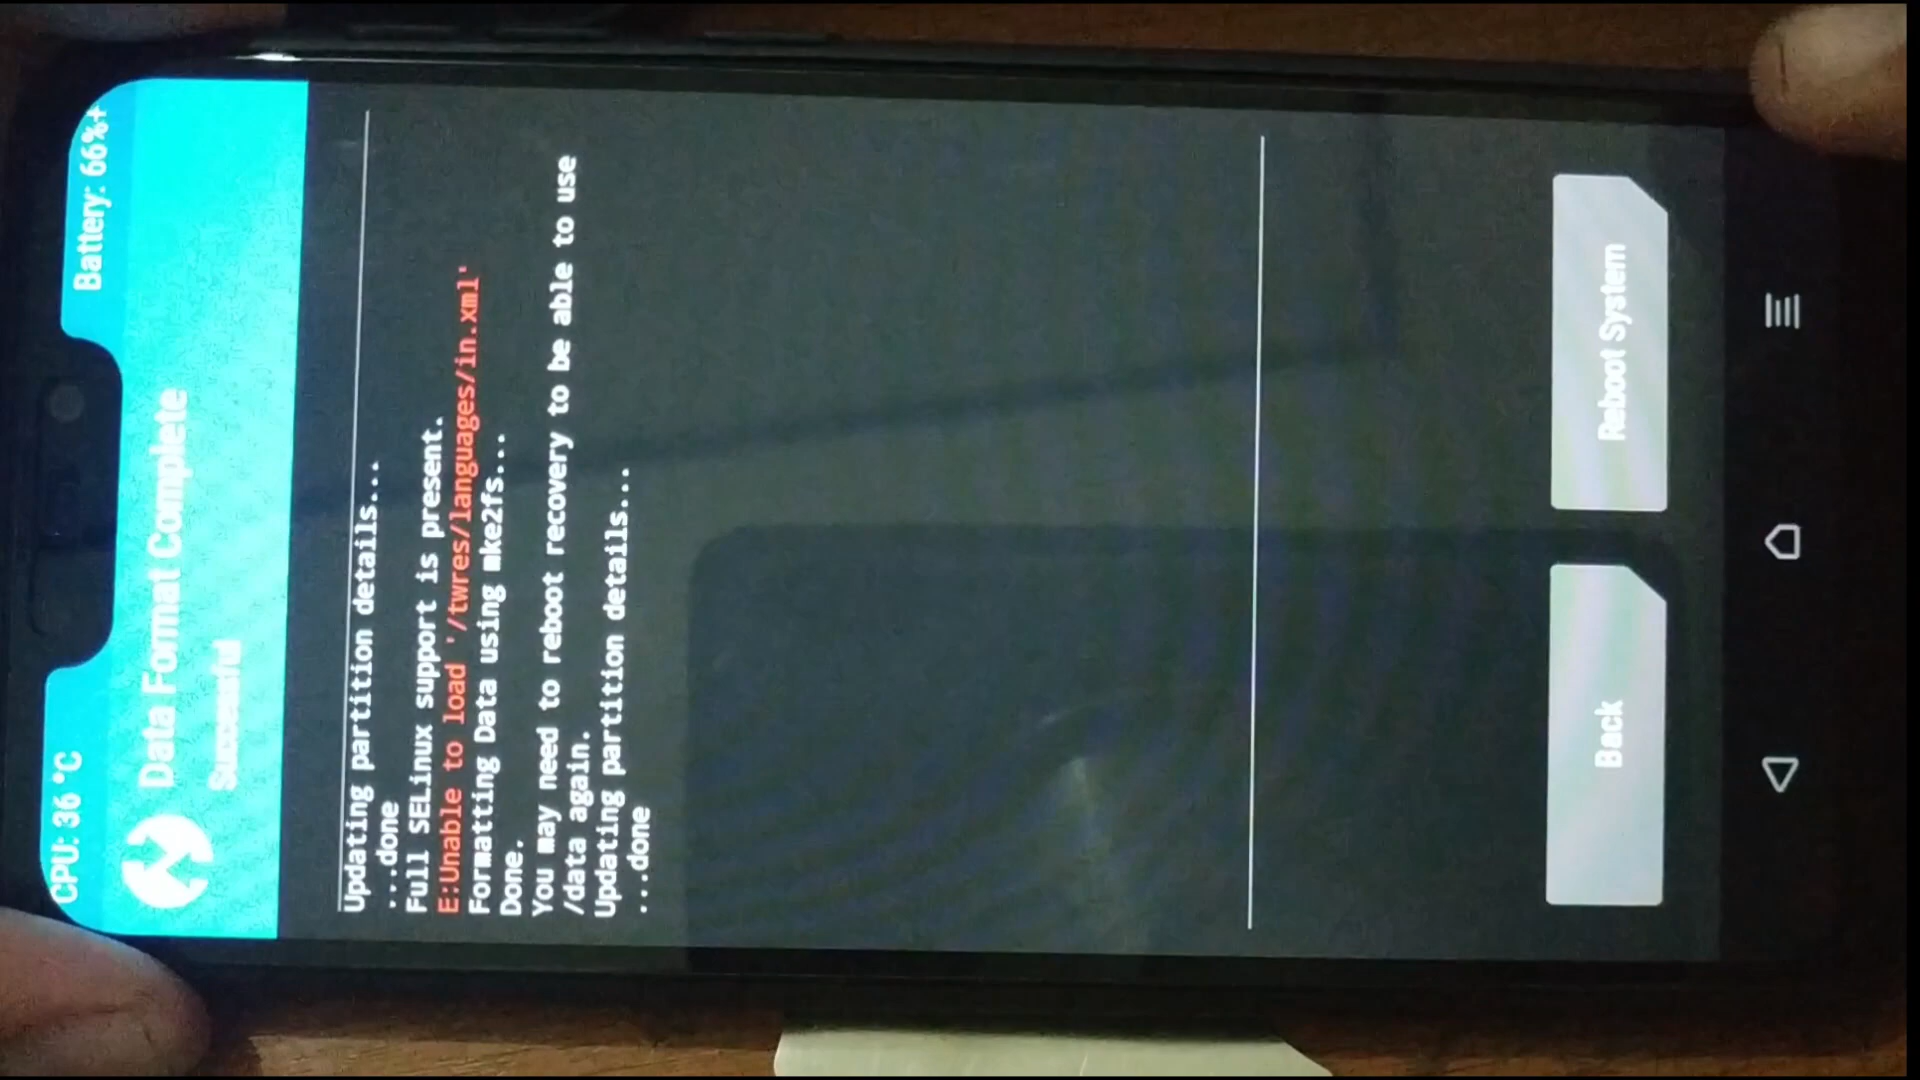 CPU: 36 °C
Battery: 66%+
Data Format Complete
Successful
Updating partition details...
...done
Full SELinux support is present.
E:Unable to load '/twres/languages/in.xml'
Formatting Data using mke2fs...
Done.
You may need to reboot recovery to be able to use
/data again.
Updating partition details...
...done
Back
Reboot System